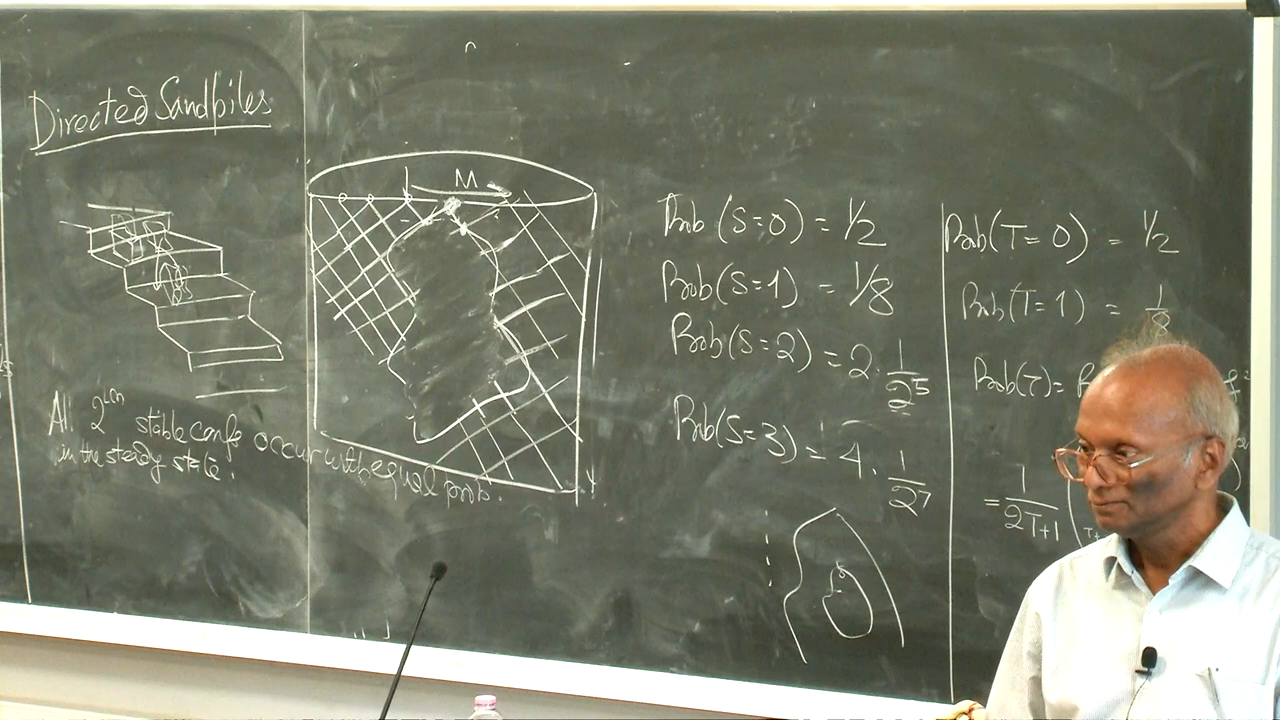 Directed Sandpiles
M
All 2^{LM} stable confs occur with equal prob.
in the steady state.
Prob (S=0) = 1/2
Prob(S=1) = 1/8
Prob(S=2) = 2. 1/2^5
Prob(S=3) = 4. 1/2^7
Prob(T=0) = 1/2
Prob(T=1) = 1/8
Prob(T) =
= 1/2T+1 (